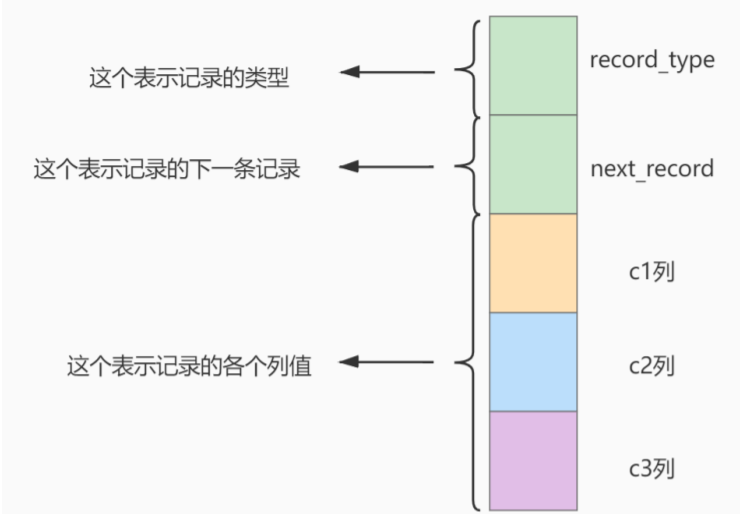 这个表示记录的类型
record_type
这个表示记录的下一条记录
next_record
c1列
这个表示记录的各个列值
c2列
c3列